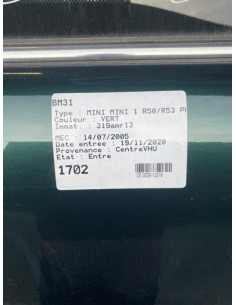 BM31
Type : MINI MINI 1 R50/R53 P
Couleur : VERT
Immat. : 319amr13
MEC : 14/07/2005
Date entree : 19/11/2020
Provenance : CentreVHU
Etat : Entre
1702